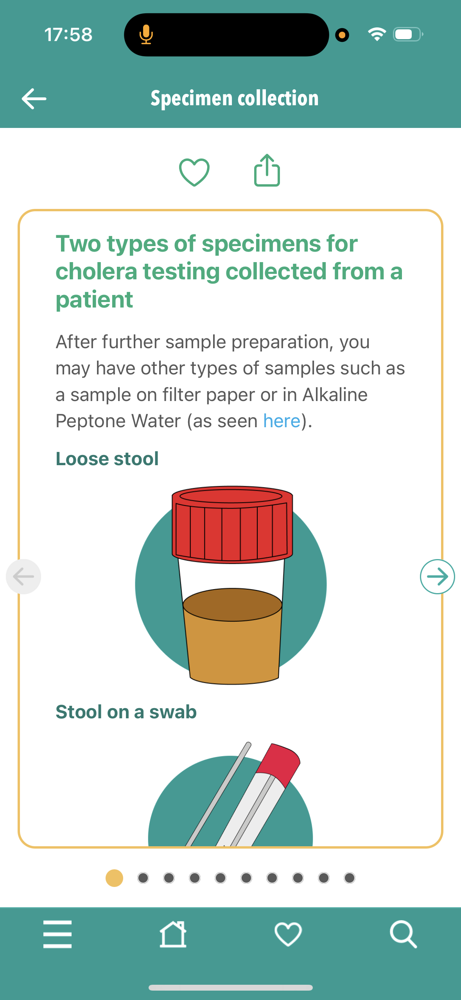 17:58
Specimen collection
Two types of specimens for
cholera testing collected from a
patient
After further sample preparation, you
may have other types of samples such as
a sample on filter paper or in Alkaline
Peptone Water (as seen here).
Loose stool
Stool on a swab